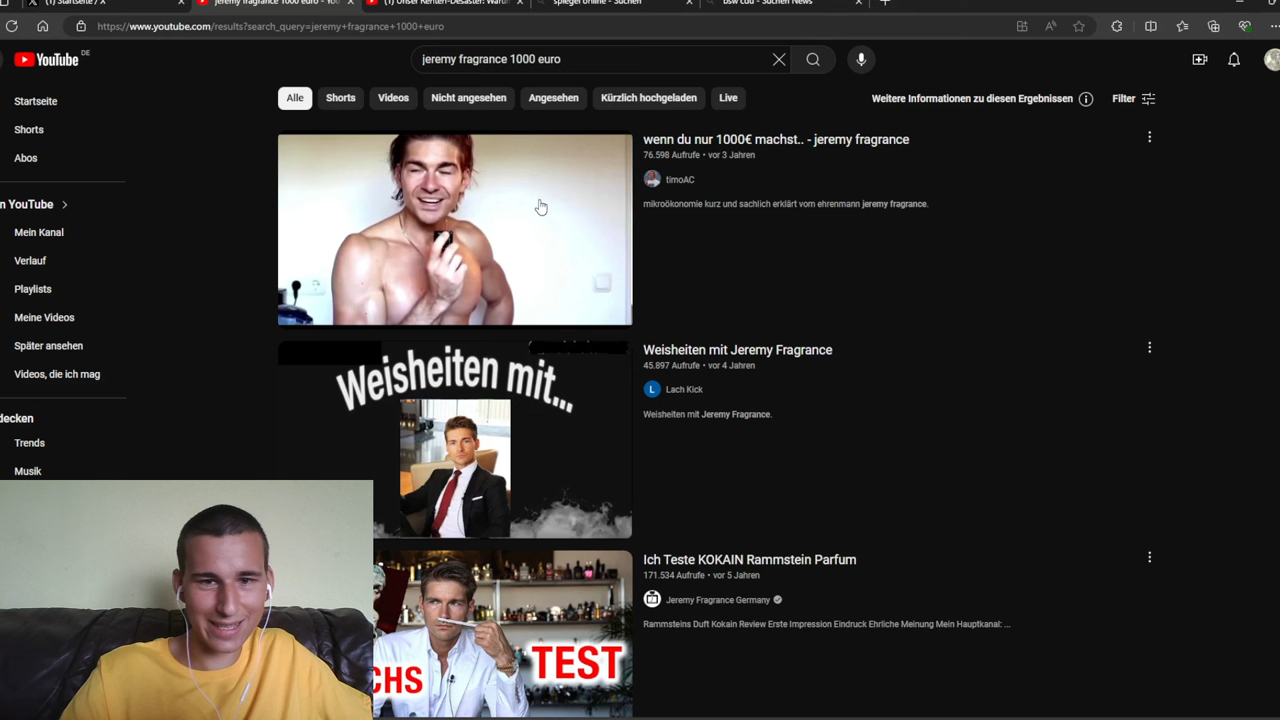 (1) Startseite / X
jeremy fragrance 1000 euro - You
(1) Unser Renten-Desaster: Waru
spiegel online - Suchen
bsw cdu - Suchen News
https://www.youtube.com/results?search_query=jeremy+fragrance+1000+euro
YouTube DE
jeremy fragrance 1000 euro
Alle
Shorts
Videos
Nicht angesehen
Angesehen
Kürzlich hochgeladen
Live
Weitere Informationen zu diesen Ergebnissen
Filter
Startseite
Shorts
Abos
n YouTube
Mein Kanal
Verlauf
Playlists
Meine Videos
Später ansehen
Videos, die ich mag
decken
Trends
Musik
wenn du nur 1000€ machst.. - jeremy fragrance
76.598 Aufrufe • vor 3 Jahren
timoAC
mikroökonomie kurz und sachlich erklärt vom ehrenmann jeremy fragrance.
Weisheiten mit...
Weisheiten mit Jeremy Fragrance
45.897 Aufrufe • vor 4 Jahren
L Lach Kick
Weisheiten mit Jeremy Fragrance.
CHS
TEST
Ich Teste KOKAIN Rammstein Parfum
171.534 Aufrufe • vor 5 Jahren
Jeremy Fragrance Germany
Rammsteins Duft Kokain Review Erste Impression Eindruck Ehrliche Meinung Mein Hauptkanal: ...